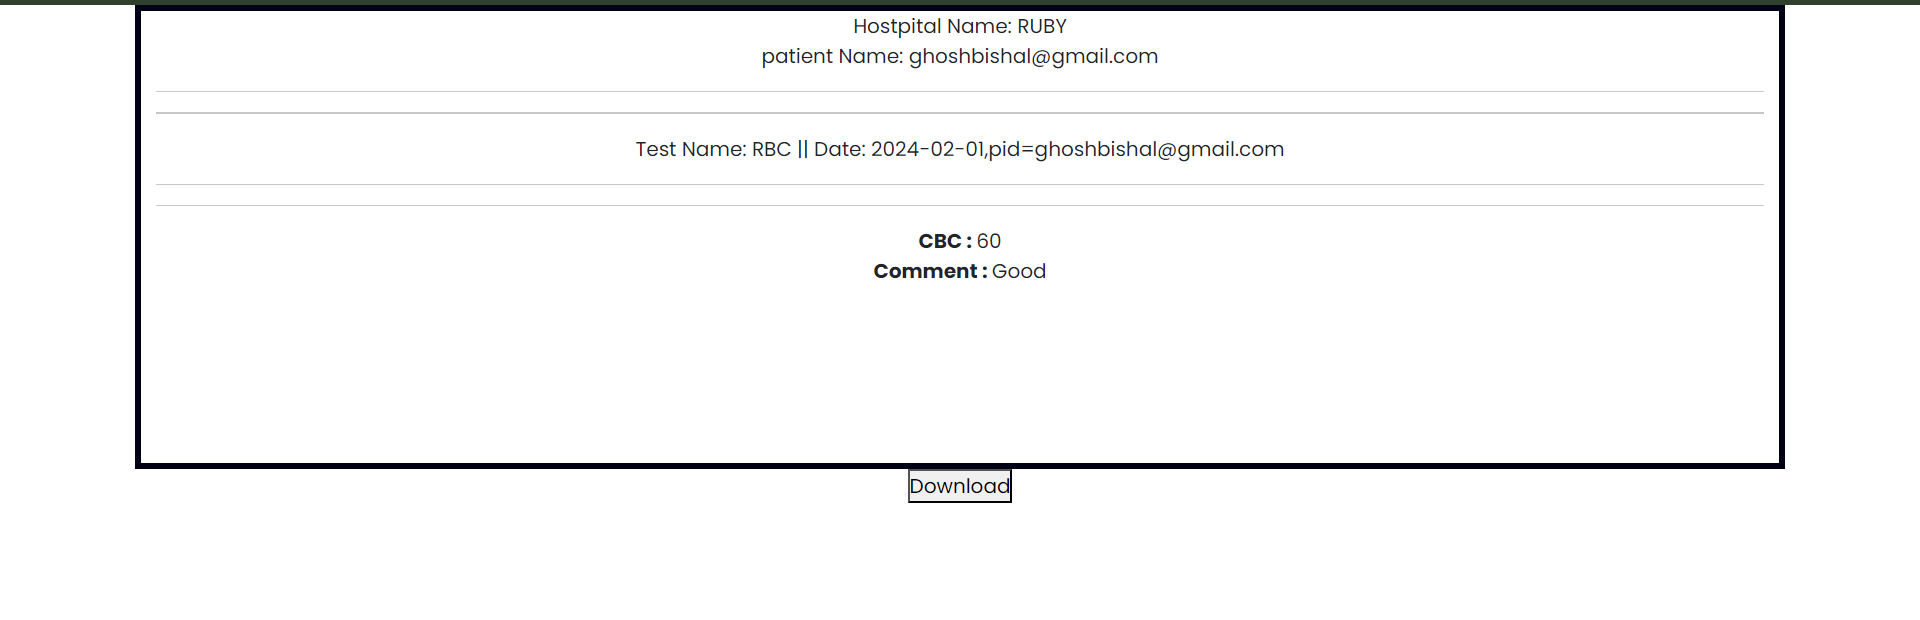 Hostpital Name: RUBY
patient Name: ghoshbishal@gmail.com
Test Name: RBC || Date: 2024-02-01,pid=ghoshbishal@gmail.com
CBC : 60
Comment : Good
Download